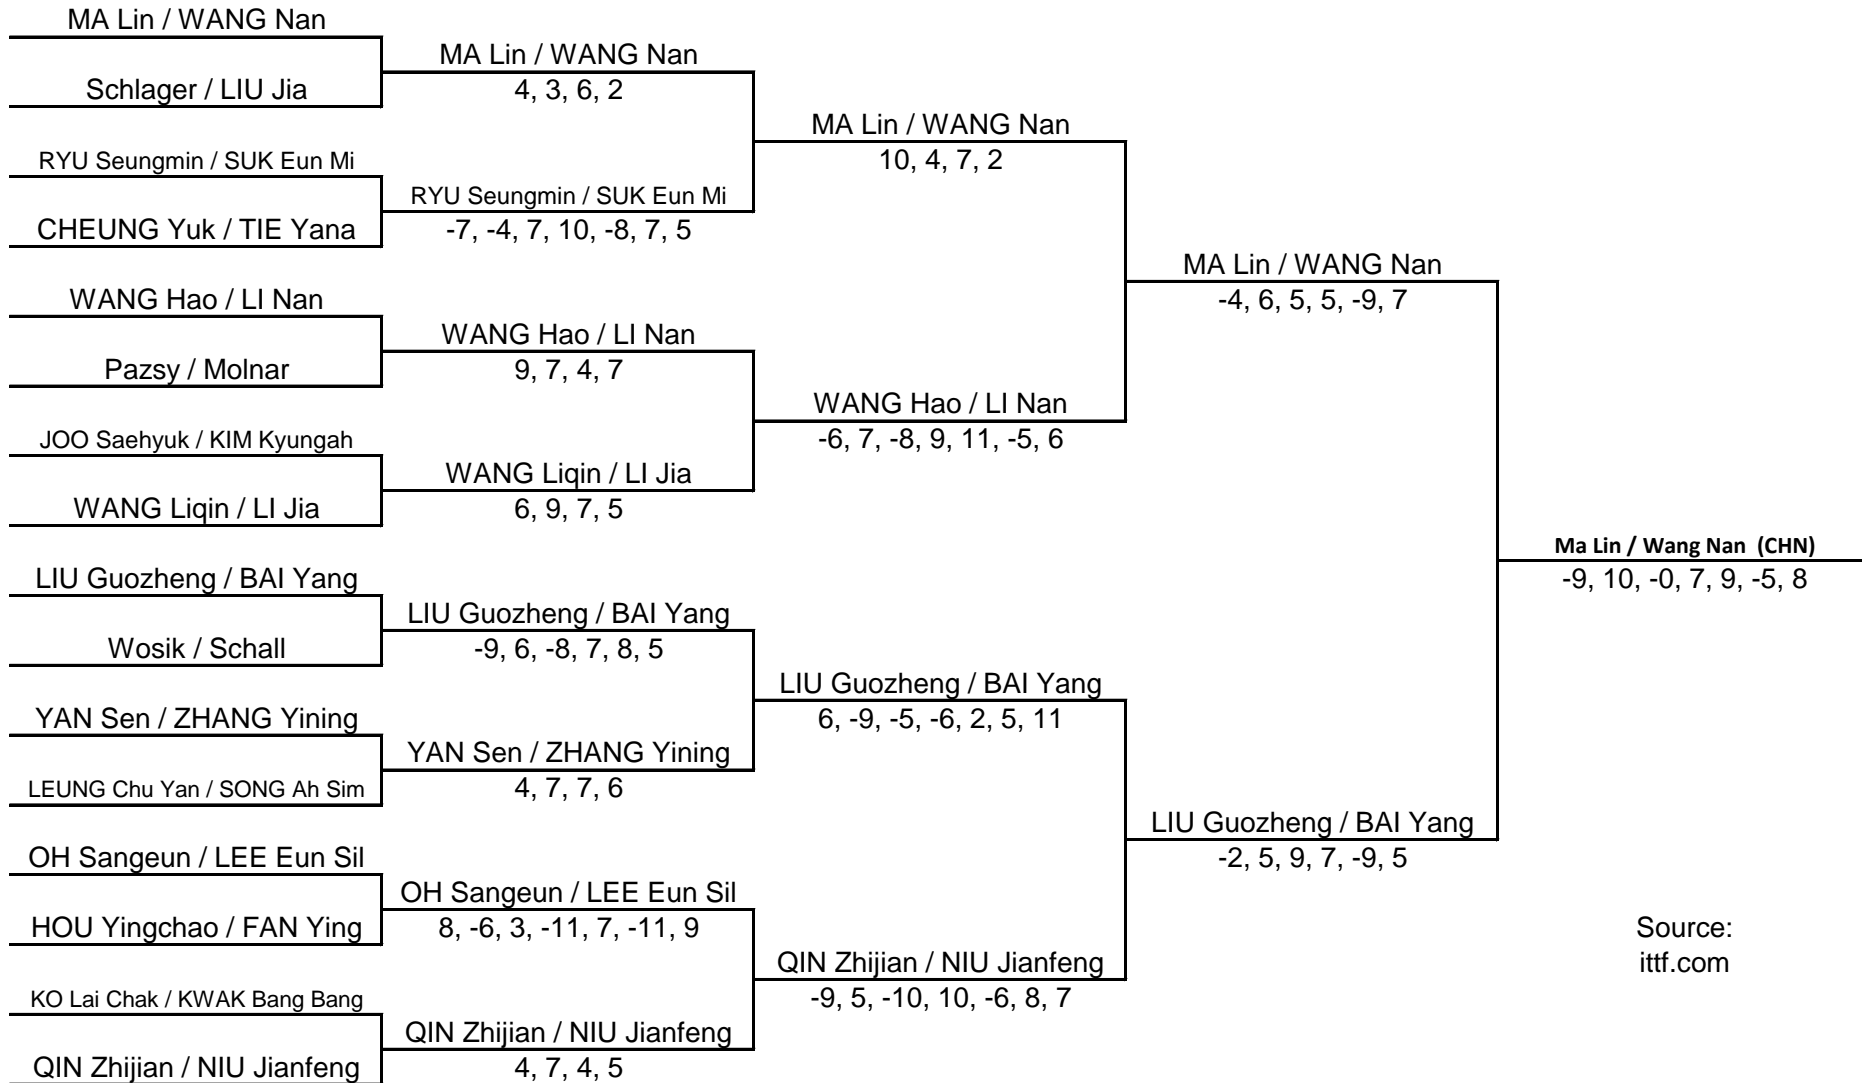 MA Lin / WANG Nan
Schlager / LIU Jia
RYU Seungmin / SUK Eun Mi
CHEUNG Yuk / TIE Yana
WANG Hao / LI Nan
Pazsy / Molnar
JOO Saehyuk / KIM Kyungah
WANG Liqin / LI Jia
LIU Guozheng / BAI Yang
Wosik / Schall
YAN Sen / ZHANG Yining
LEUNG Chu Yan / SONG Ah Sim
OH Sangeun / LEE Eun Sil
HOU Yingchao / FAN Ying
KO Lai Chak / KWAK Bang Bang
QIN Zhijian / NIU Jianfeng
MA Lin / WANG Nan
4, 3, 6, 2
RYU Seungmin / SUK Eun Mi
-7, -4, 7, 10, -8, 7, 5
WANG Hao / LI Nan
9, 7, 4, 7
WANG Liqin / LI Jia
6, 9, 7, 5
LIU Guozheng / BAI Yang
-9, 6, -8, 7, 8, 5
YAN Sen / ZHANG Yining
4, 7, 7, 6
OH Sangeun / LEE Eun Sil
8, -6, 3, -11, 7, -11, 9
QIN Zhijian / NIU Jianfeng
4, 7, 4, 5
MA Lin / WANG Nan
10, 4, 7, 2
WANG Hao / LI Nan
-6, 7, -8, 9, 11, -5, 6
LIU Guozheng / BAI Yang
6, -9, -5, -6, 2, 5, 11
QIN Zhijian / NIU Jianfeng
-9, 5, -10, 10, -6, 8, 7
MA Lin / WANG Nan
-4, 6, 5, 5, -9, 7
LIU Guozheng / BAI Yang
-2, 5, 9, 7, -9, 5
Ma Lin / Wang Nan (CHN)
-9, 10, -0, 7, 9, -5, 8
Source:
ittf.com